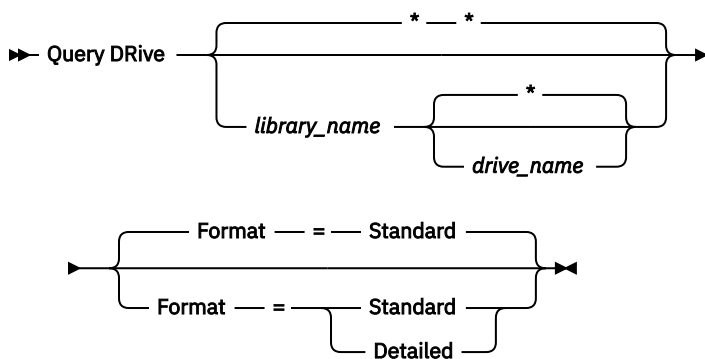 * *
Query DRive
*
library_name
drive_name
Format = Standard
Format = Standard
Detailed